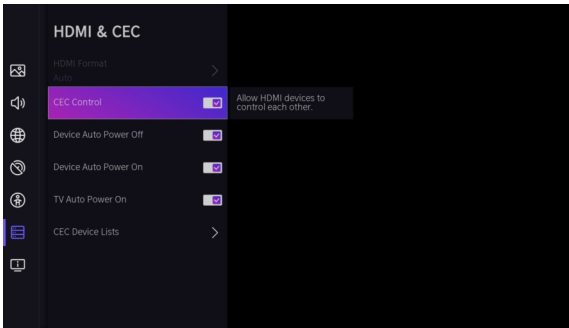 HDMI & CEC
HDMI Format
Auto
CEC Control
Allow HDMI devices to
control each other.
Device Auto Power Off
Device Auto Power On
TV Auto Power On
CEC Device Lists